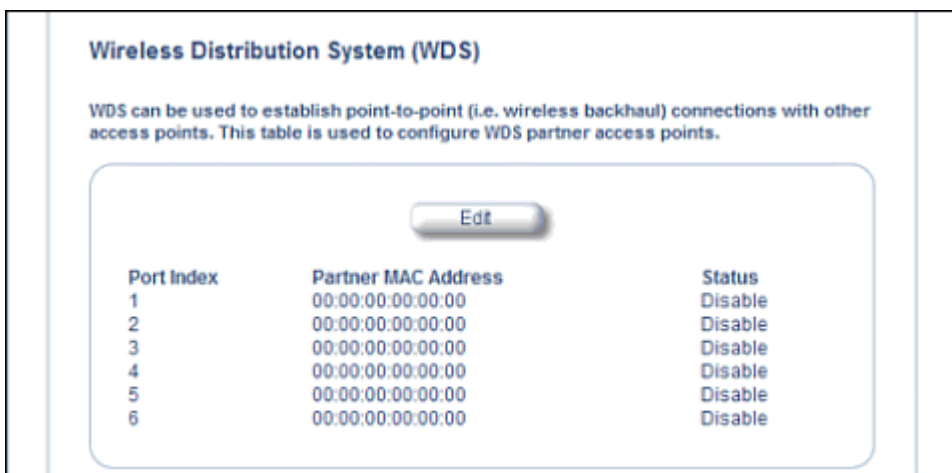 Wireless Distribution System (WDS)
WDS can be used to establish point-to-point (i.e. wireless backhaul) connections with other
access points. This table is used to configure WDS partner access points.
Edit
Port Index Partner MAC Address Status
1 00:00:00:00:00:00 Disable
2 00:00:00:00:00:00 Disable
3 00:00:00:00:00:00 Disable
4 00:00:00:00:00:00 Disable
5 00:00:00:00:00:00 Disable
6 00:00:00:00:00:00 Disable